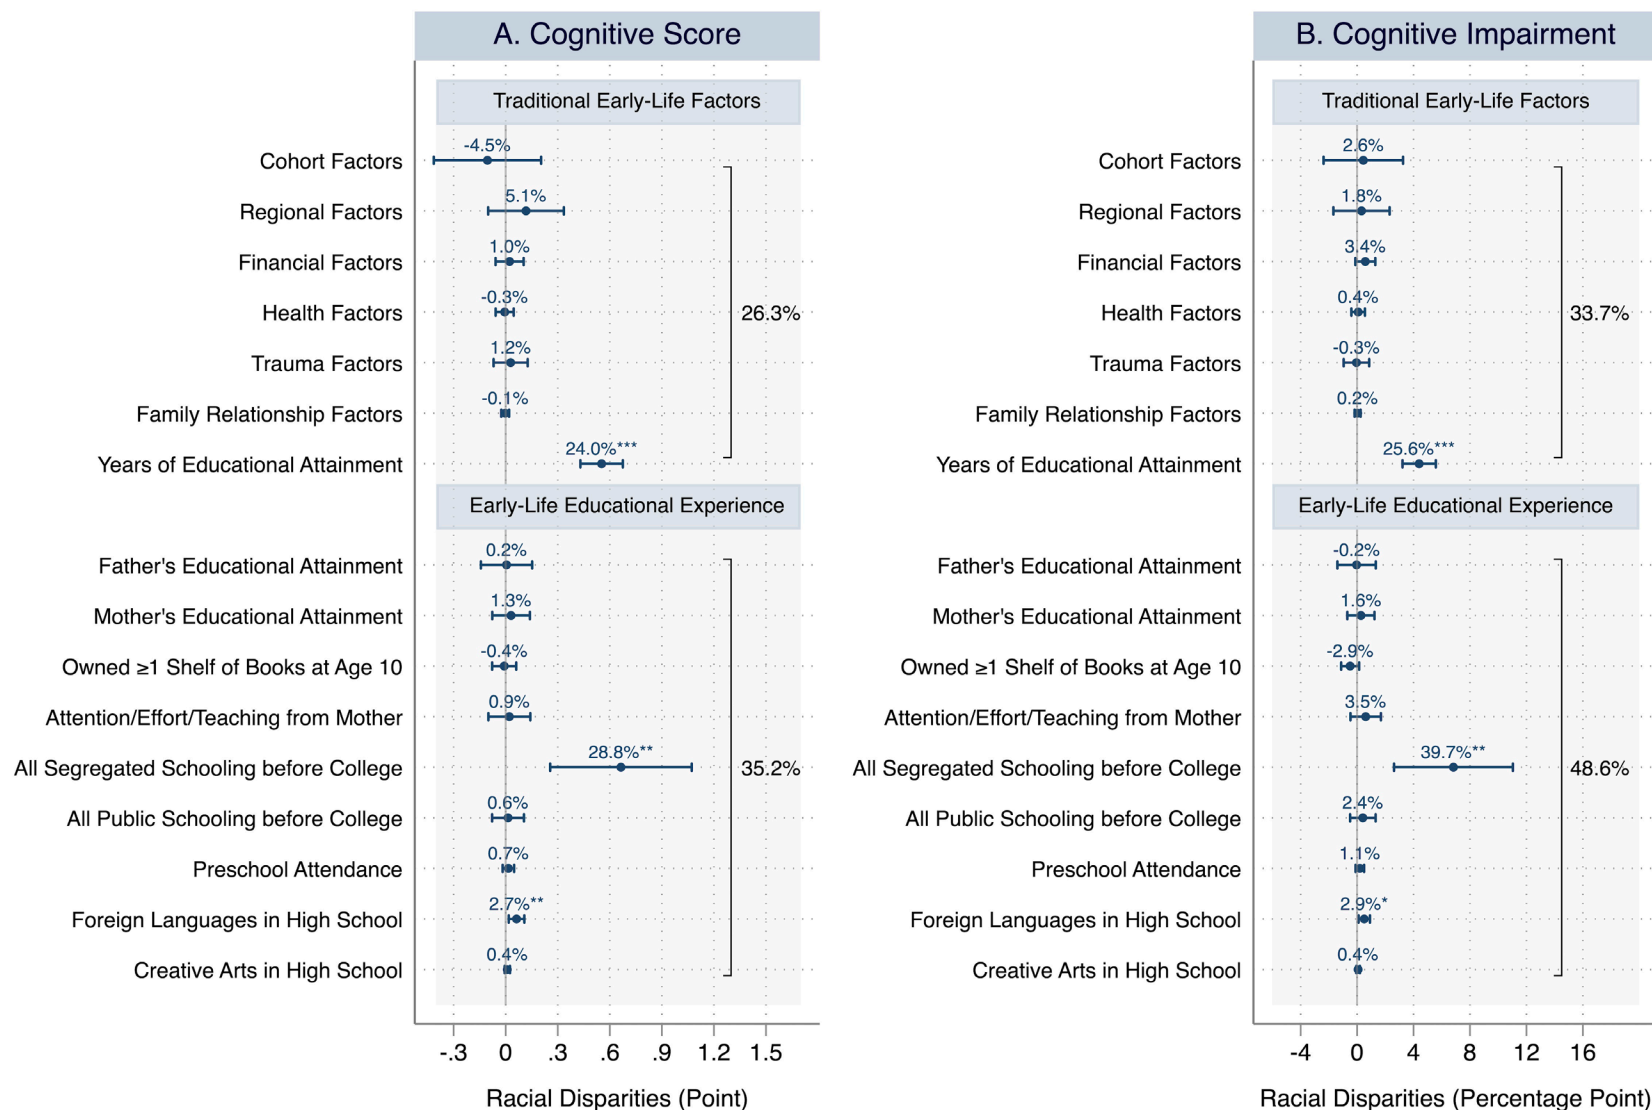 A. Cognitive Score
Traditional Early-Life Factors
Cohort Factors -4.5%
Regional Factors 5.1%
Financial Factors 1.0%
Health Factors -0.3%
26.3%
Trauma Factors 1.2%
Family Relationship Factors -0.1%
Years of Educational Attainment 24.0%***
Early-Life Educational Experience
Father's Educational Attainment 0.2%
Mother's Educational Attainment 1.3%
Owned ≥1 Shelf of Books at Age 10 -0.4%
Attention/Effort/Teaching from Mother 0.9%
All Segregated Schooling before College 28.8%**
35.2%
All Public Schooling before College 0.6%
Preschool Attendance 0.7%
Foreign Languages in High School 2.7%**
Creative Arts in High School 0.4%
-.3 0 .3 .6 .9 1.2 1.5
Racial Disparities (Point)
B. Cognitive Impairment
Traditional Early-Life Factors
Cohort Factors 2.6%
Regional Factors 1.8%
Financial Factors 3.4%
Health Factors 0.4%
33.7%
Trauma Factors -0.3%
Family Relationship Factors 0.2%
Years of Educational Attainment 25.6%***
Early-Life Educational Experience
Father's Educational Attainment -0.2%
Mother's Educational Attainment 1.6%
Owned ≥1 Shelf of Books at Age 10 -2.9%
Attention/Effort/Teaching from Mother 3.5%
All Segregated Schooling before College 39.7%**
48.6%
All Public Schooling before College 2.4%
Preschool Attendance 1.1%
Foreign Languages in High School 2.9%*
Creative Arts in High School 0.4%
-4 0 4 8 12 16
Racial Disparities (Percentage Point)